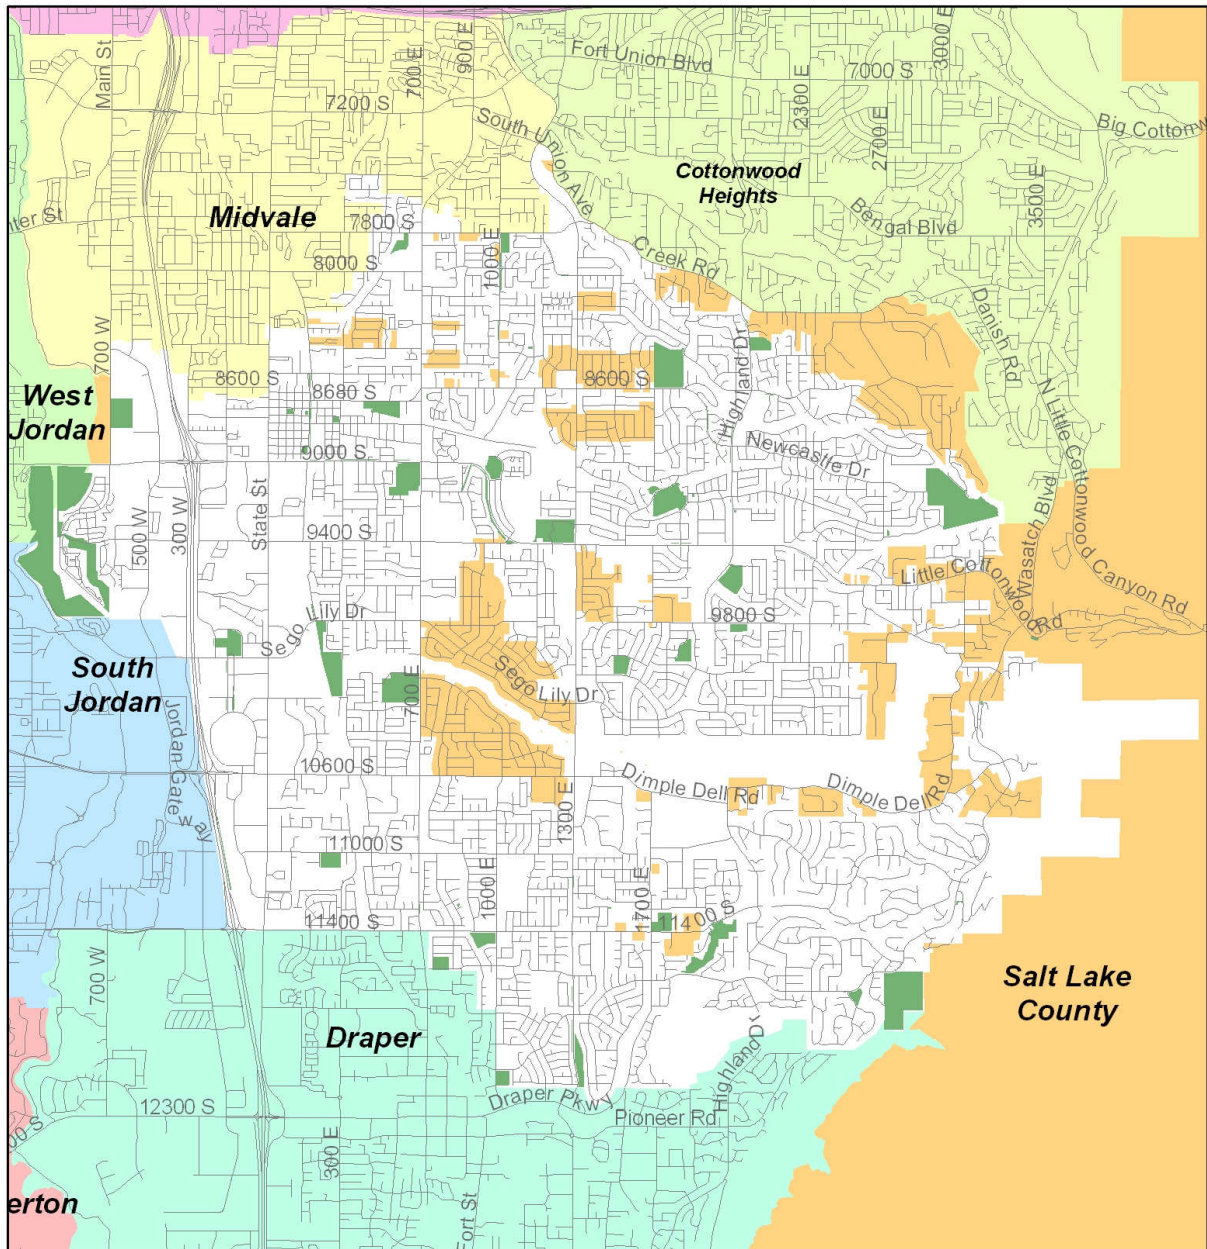 Main St
700 E
900 E
Fort Union Blvd
3000 E
7000 S
2300 E
7200 S
South Union Ave
2700 E
Big Cottonw
Cottonwood
Heights
3500 E
nter St
Midvale
7800 S
Bengal Blvd
1000 E
8000 S
Creek Rd
Danish Rd
700 W
Highland Dr
8600 S
8680 S
8600 S
West
Jordan
N Little Cottonwood Canyon Rd
9000 S
Newcastle Dr
500 W
300 W
State St
9400 S
Wasatch Blvd
Little Cottonwood Rd
Sego Lily Dr
9800 S
South
Jordan
700 E
Sego Lily Dr
Jordan Gateway
10600 S
Dimple Dell Rd
Dimple Dell Rd
1300 E
11000 S
1000 E
1700 E
11400 S
11400 S
700 W
Salt Lake
County
Draper
Highland Dr
12300 S
Draper Pkwy
Pioneer Rd
00 S
300 E
erton
Fort St